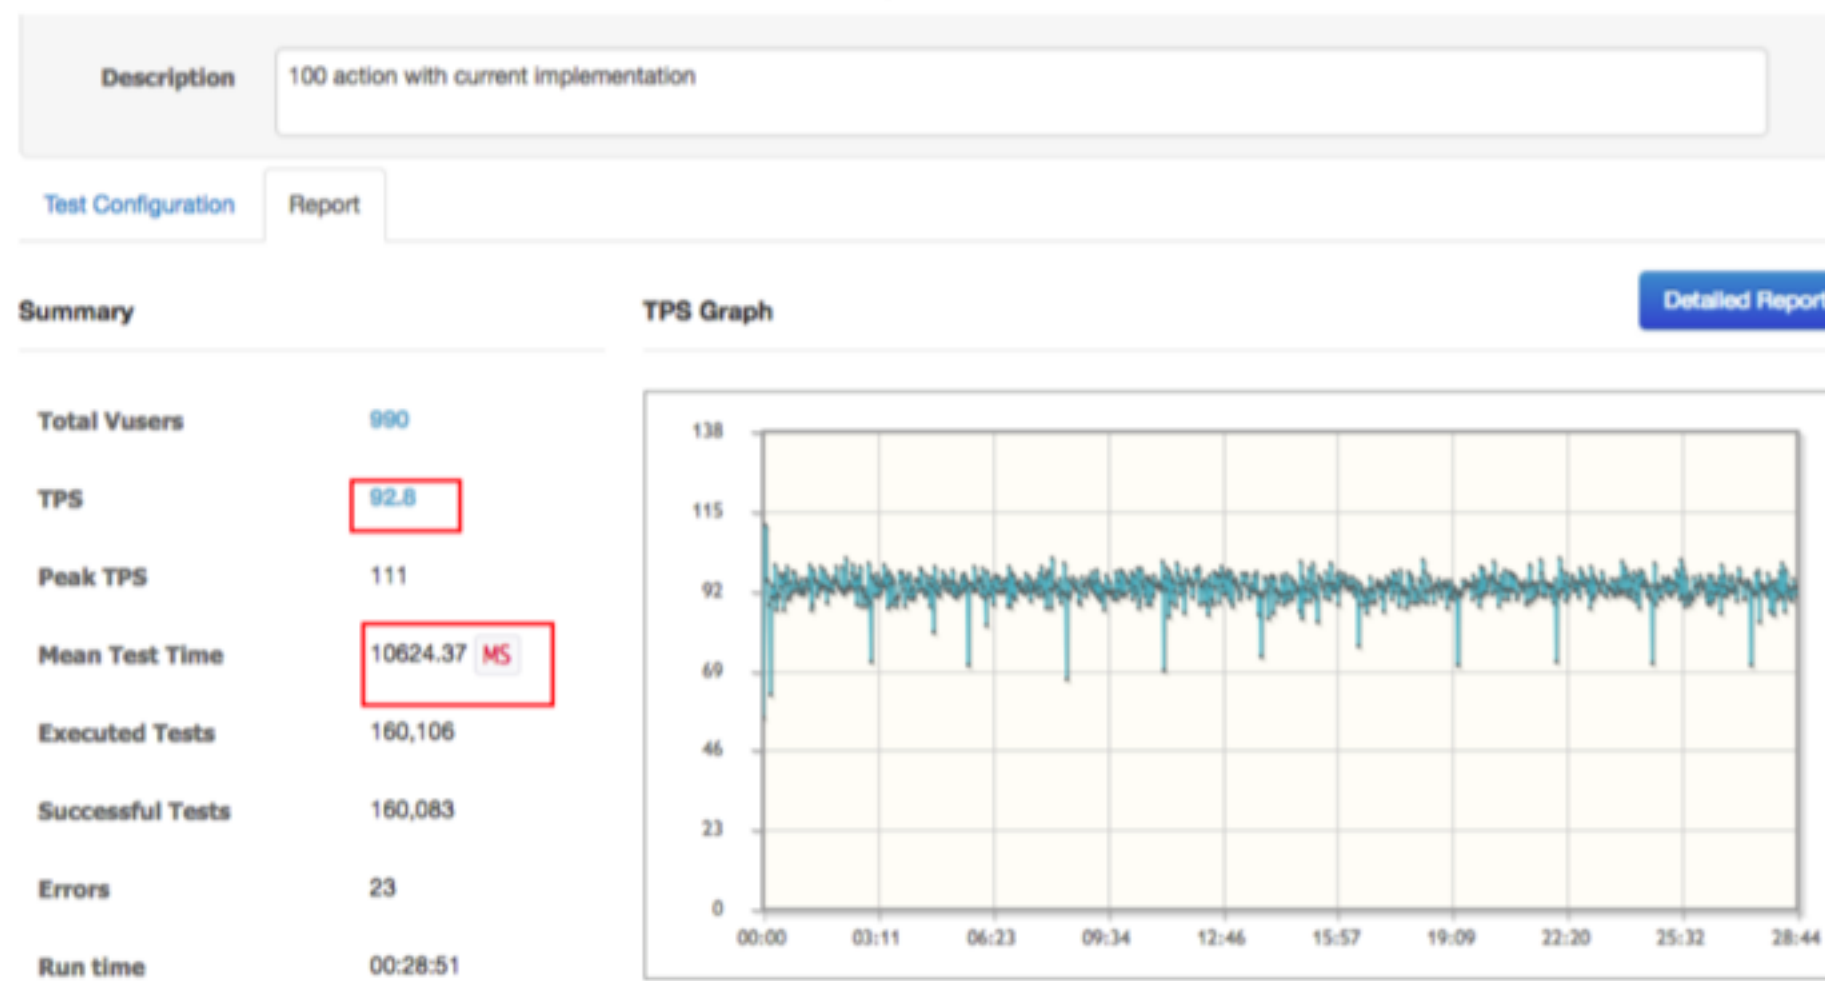 Description 100 action with current implementation
Test Configuration Report
Summary
TPS Graph
Detailed Report
Total Vusers 990
TPS 92.8
Peak TPS 111
Mean Test Time 10624.37 MS
Executed Tests 160,106
Successful Tests 160,083
Errors 23
Run time 00:28:51
138
115
92
69
46
23
0
00:00 03:11 06:23 09:34 12:46 15:57 19:09 22:20 25:32 28:44